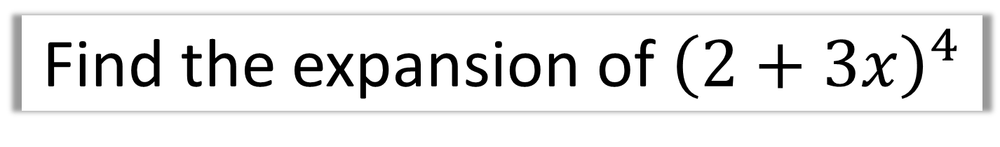 Find the expansion of (2 + 3𝑥)⁴